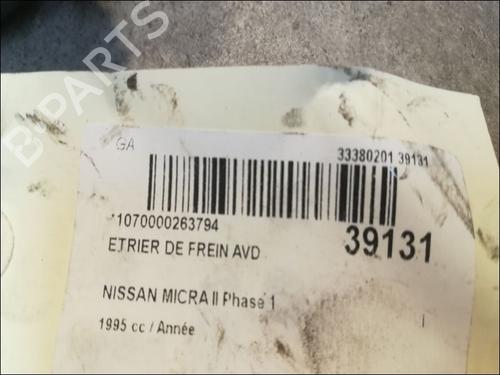 B-PARTS
GA
33380201 39131
*1070000263794
39131
ETRIER DE FREIN AVD
NISSAN MICRA II Phase 1
1995 cc / Année